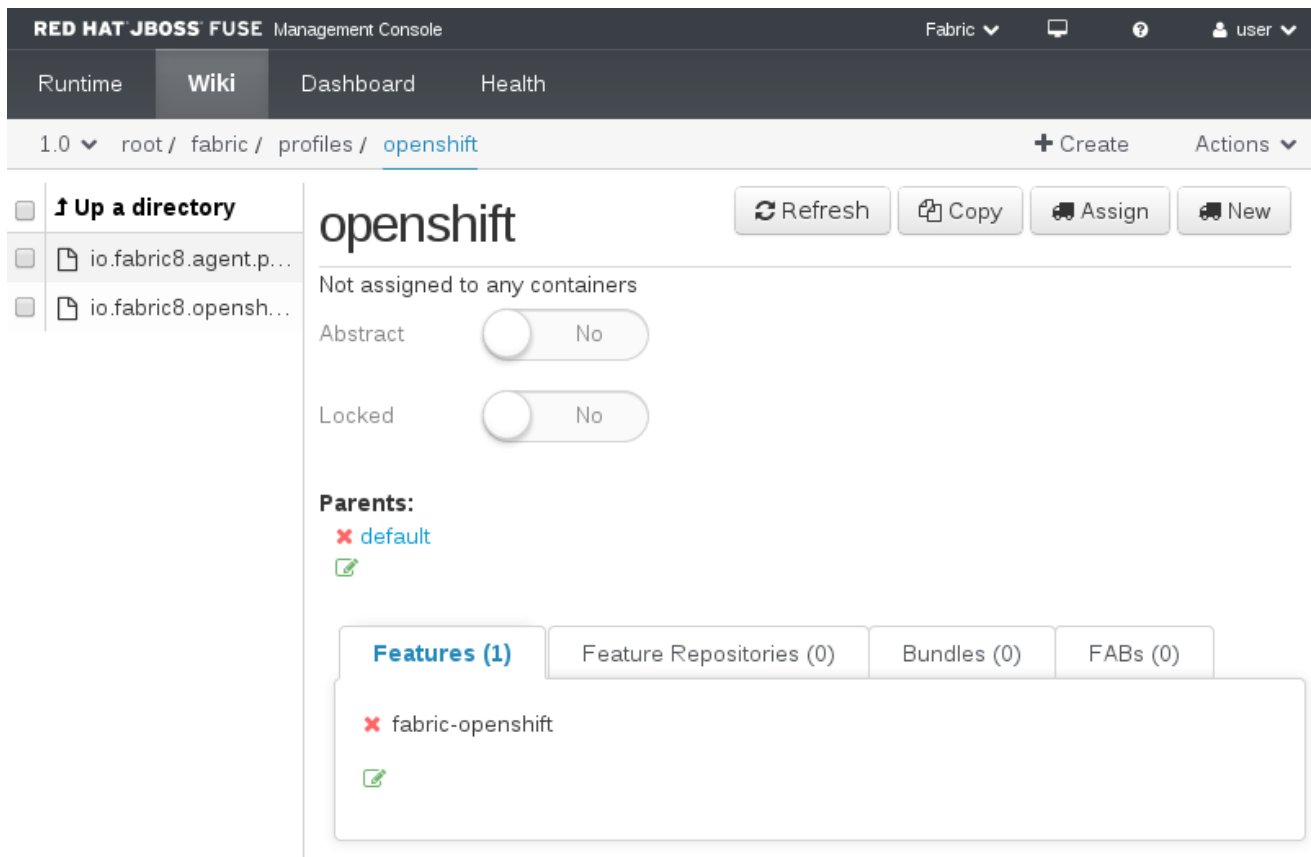 RED HAT JBOSS FUSE Management Console Fabric user
Runtime Wiki Dashboard Health
1.0 root / fabric / profiles / openshift + Create Actions
Up a directory
io.fabric8.agent.p...
io.fabric8.opensh...
openshift
Refresh Copy Assign New
Not assigned to any containers
Abstract No
Locked No
Parents:
default
Features (1) Feature Repositories (0) Bundles (0) FABs (0)
fabric-openshift